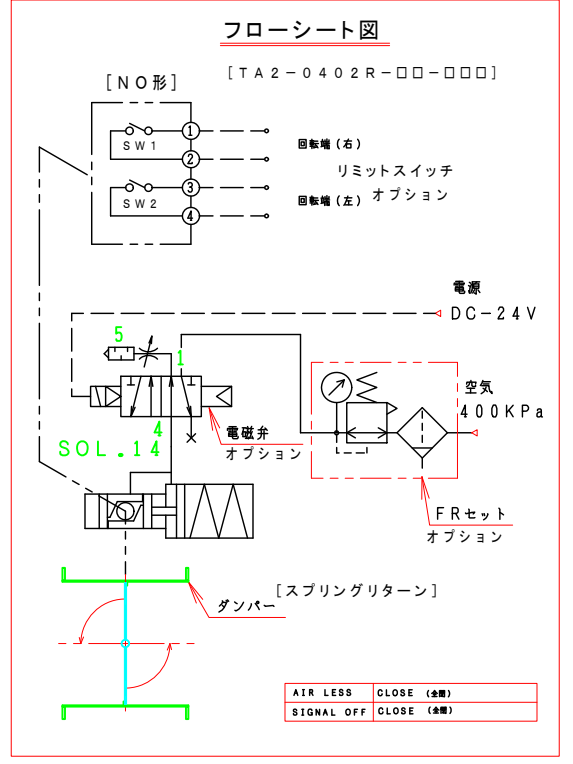 フローシート図
[TA2-0402R-□□-□□□]
[NO形]
1
SW1
2
3
SW2
4
回転端(右)
リミットスイッチ
オプション
回転端(左)
電源
DC-24V
5
1
4
SOL.14
電磁弁
オプション
空気
400KPa
FRセット
オプション
ダンパー
[スプリングリターン]
AIR LESS CLOSE (全閉)
SIGNAL OFF CLOSE (全閉)